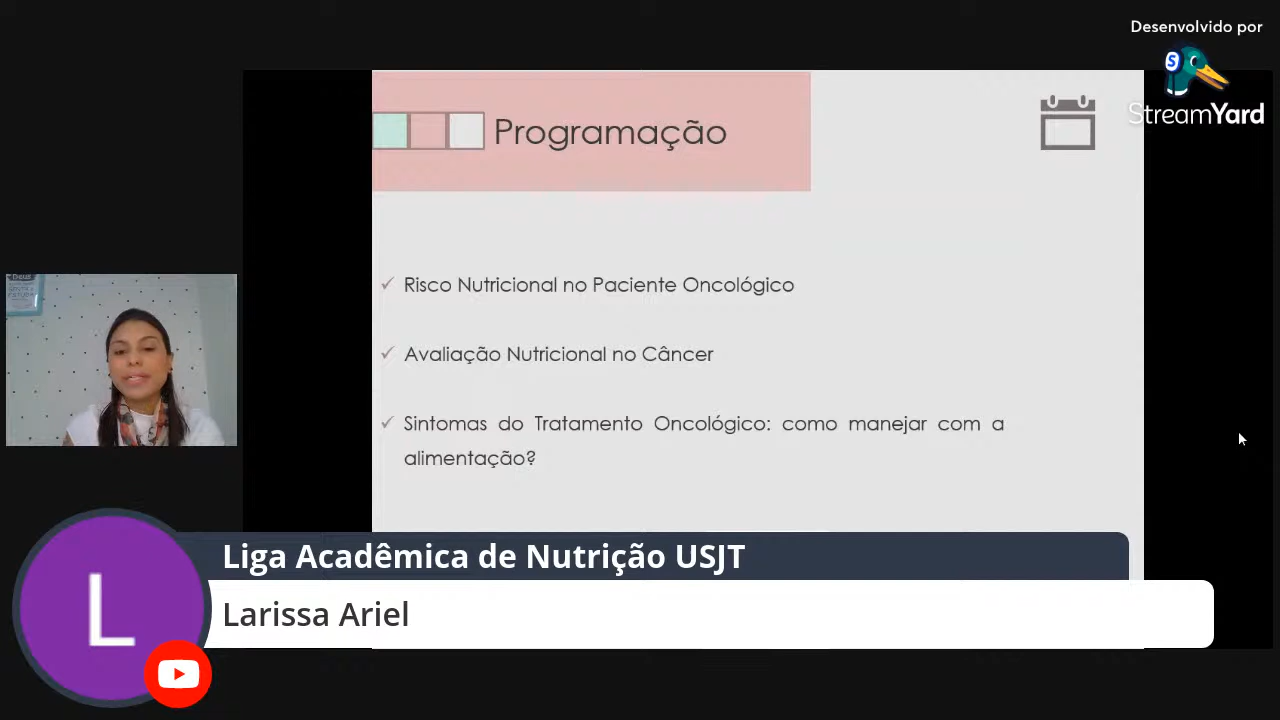 Desenvolvido por
S
StreamYard
Programação
✓ Risco Nutricional no Paciente Oncológico
✓ Avaliação Nutricional no Câncer
✓ Sintomas do Tratamento Oncológico: como manejar com a
alimentação?
Liga Acadêmica de Nutrição USJT
L
Larissa Ariel